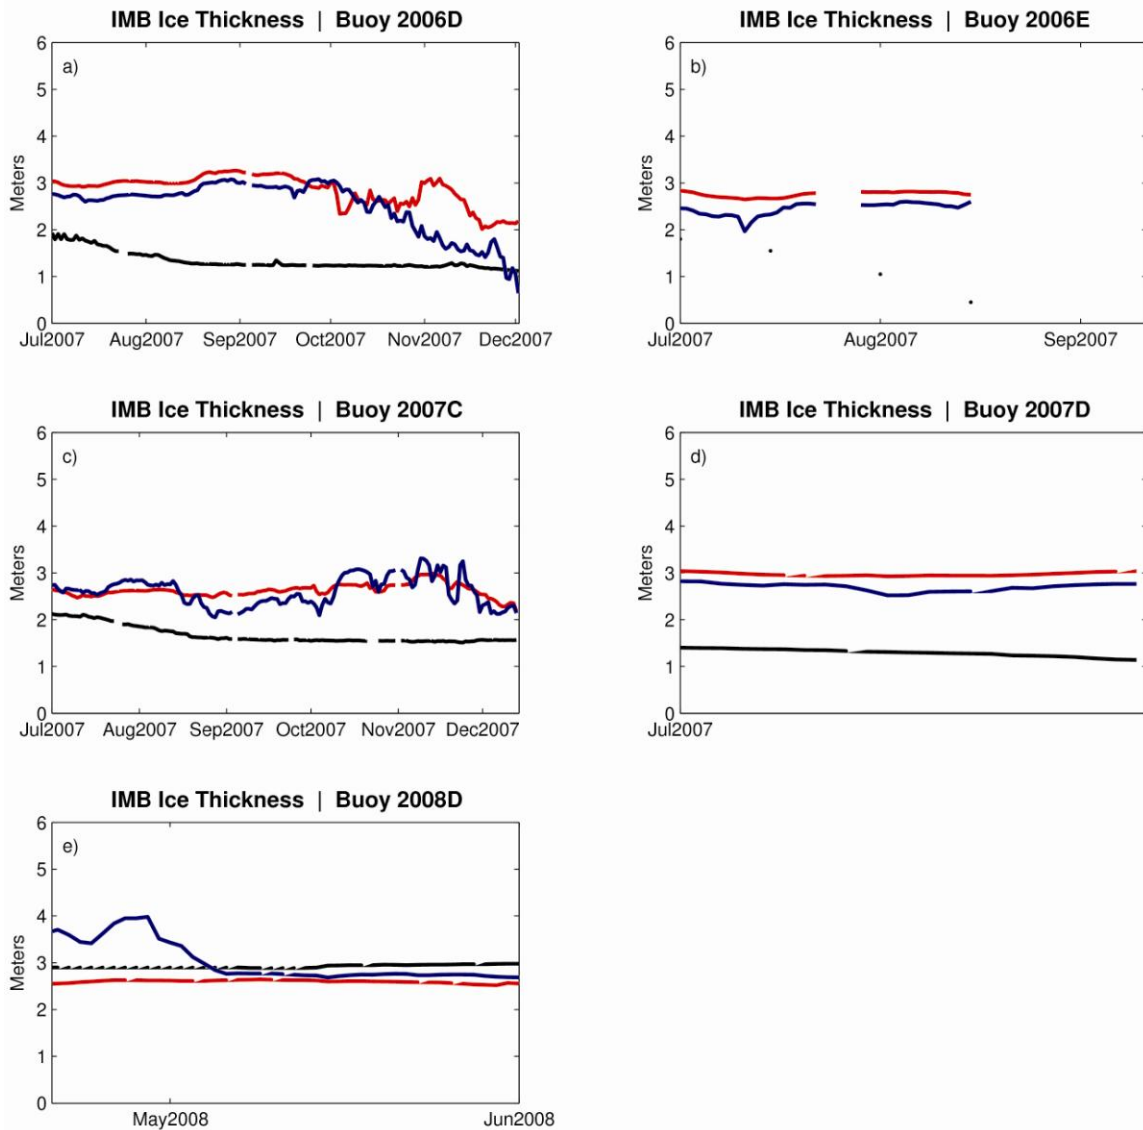 IMB Ice Thickness | Buoy 2006D
a)
6
5
4
3
2
1
0
Meters
Jul2007 Aug2007 Sep2007 Oct2007 Nov2007 Dec2007
IMB Ice Thickness | Buoy 2006E
b)
6
5
4
3
2
1
0
Meters
Jul2007 Aug2007 Sep2007
IMB Ice Thickness | Buoy 2007C
c)
6
5
4
3
2
1
0
Meters
Jul2007 Aug2007 Sep2007 Oct2007 Nov2007 Dec2007
IMB Ice Thickness | Buoy 2007D
d)
6
5
4
3
2
1
0
Meters
Jul2007
IMB Ice Thickness | Buoy 2008D
e)
6
5
4
3
2
1
0
Meters
May2008 Jun2008